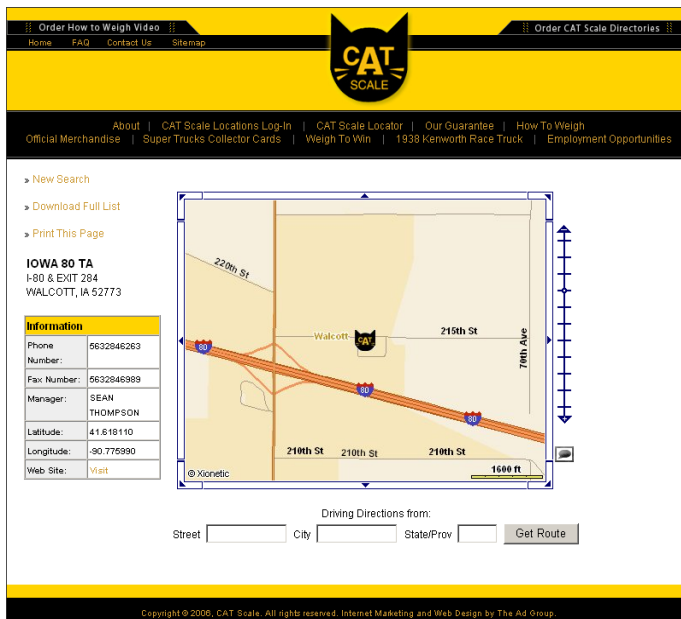 Order How to Weigh Video
Order CAT Scale Directories
Home FAQ Contact Us Sitemap
CAT
SCALE
About | CAT Scale Locations Log-In | CAT Scale Locator | Our Guarantee | How To Weigh
Official Merchandise | Super Trucks Collector Cards | Weigh To Win | 1938 Kenworth Race Truck | Employment Opportunities
» New Search
» Download Full List
» Print This Page
IOWA 80 TA
I-80 & EXIT 284
WALCOTT, IA 52773
Information
Phone Number: 5632846263
Fax Number: 5632846989
Manager: SEAN THOMPSON
Latitude: 41.618110
Longitude: -90.775990
Web Site: Visit
220th St
Walcott
CAT
215th St
70th Ave
80
80
80
210th St 210th St 210th St
© Xionetic
1600 ft
Driving Directions from:
Street City State/Prov Get Route
Copyright © 2006, CAT Scale. All rights reserved. Internet Marketing and Web Design by The Ad Group.